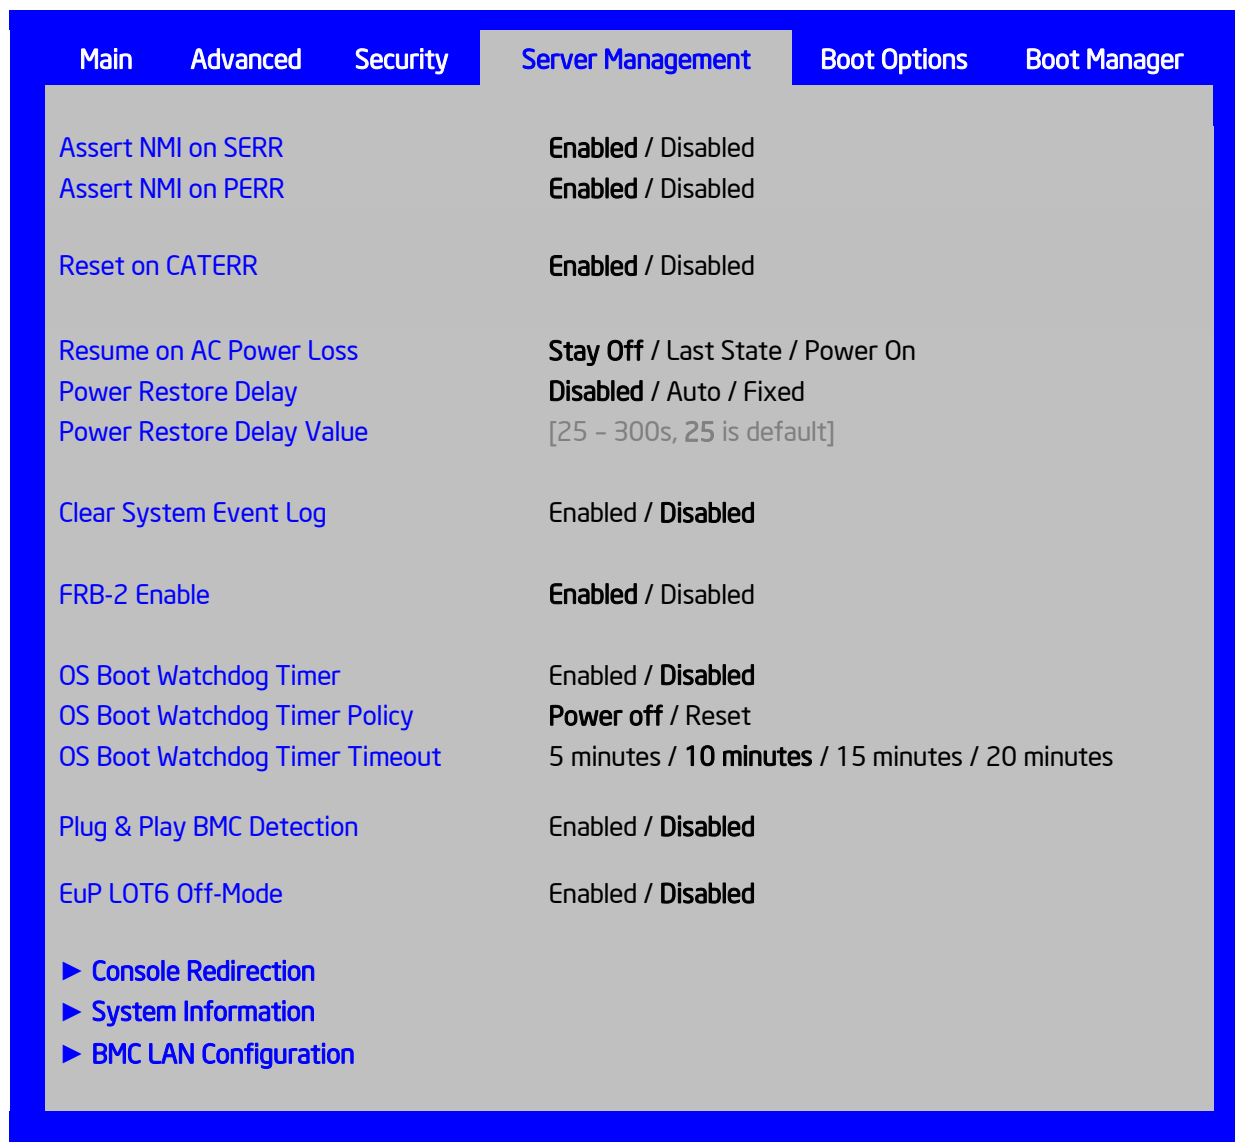 Main Advanced Security Server Management Boot Options Boot Manager
Assert NMI on SERR Enabled / Disabled
Assert NMI on PERR Enabled / Disabled
Reset on CATERR Enabled / Disabled
Resume on AC Power Loss Stay Off / Last State / Power On
Power Restore Delay Disabled / Auto / Fixed
Power Restore Delay Value [25 – 300s, 25 is default]
Clear System Event Log Enabled / Disabled
FRB-2 Enable Enabled / Disabled
OS Boot Watchdog Timer Enabled / Disabled
OS Boot Watchdog Timer Policy Power off / Reset
OS Boot Watchdog Timer Timeout 5 minutes / 10 minutes / 15 minutes / 20 minutes
Plug & Play BMC Detection Enabled / Disabled
EuP LOT6 Off-Mode Enabled / Disabled
► Console Redirection
► System Information
► BMC LAN Configuration